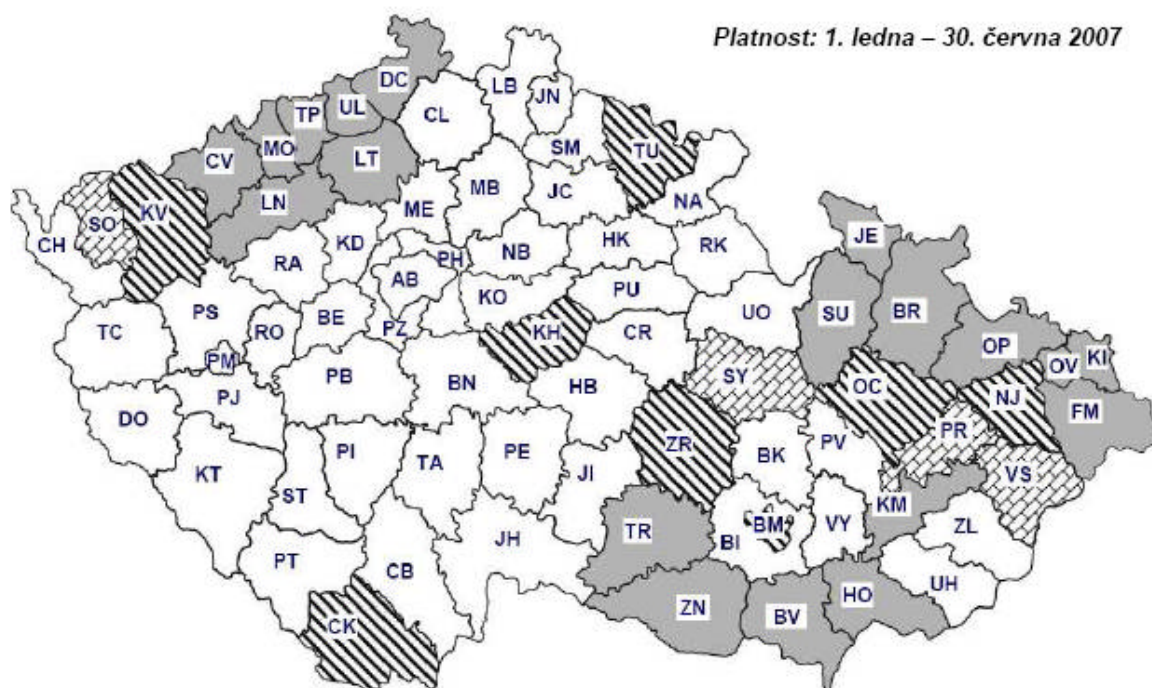 Platnost: 1. ledna – 30. června 2007
DC
LB
JN
UL
TP
CL
MO
SM
TU
CV
LT
LN
MB
JC
NA
SO
KV
ME
CH
KD
HK
RK
JE
RA
PH
NB
AB
KO
PU
PS
BE
UO
SU
BR
TC
RO
PZ
KH
CR
OP
PM
OV
KI
PB
BN
HB
SY
OC
NJ
PJ
FM
DO
PR
PI
TA
PE
ZR
PV
KT
JI
BK
VS
ST
KM
TR
BM
VY
ZL
JH
BI
PT
CB
UH
ZN
BV
HO
CK